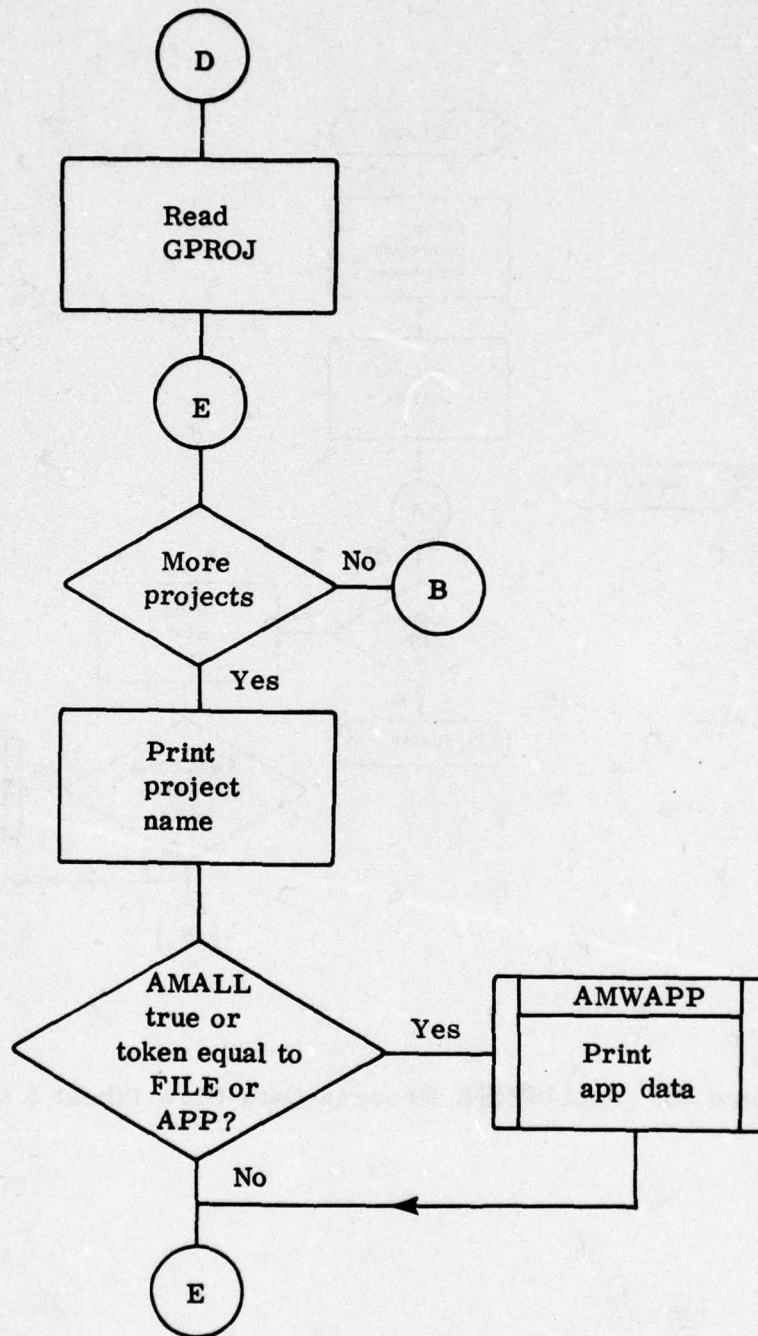 D
Read
GPROJ
E
More
projects
No
B
Yes
Print
project
name
AMALL
true or
token equal to
FILE or
APP?
Yes
AMWAPP
Print
app data
No
E